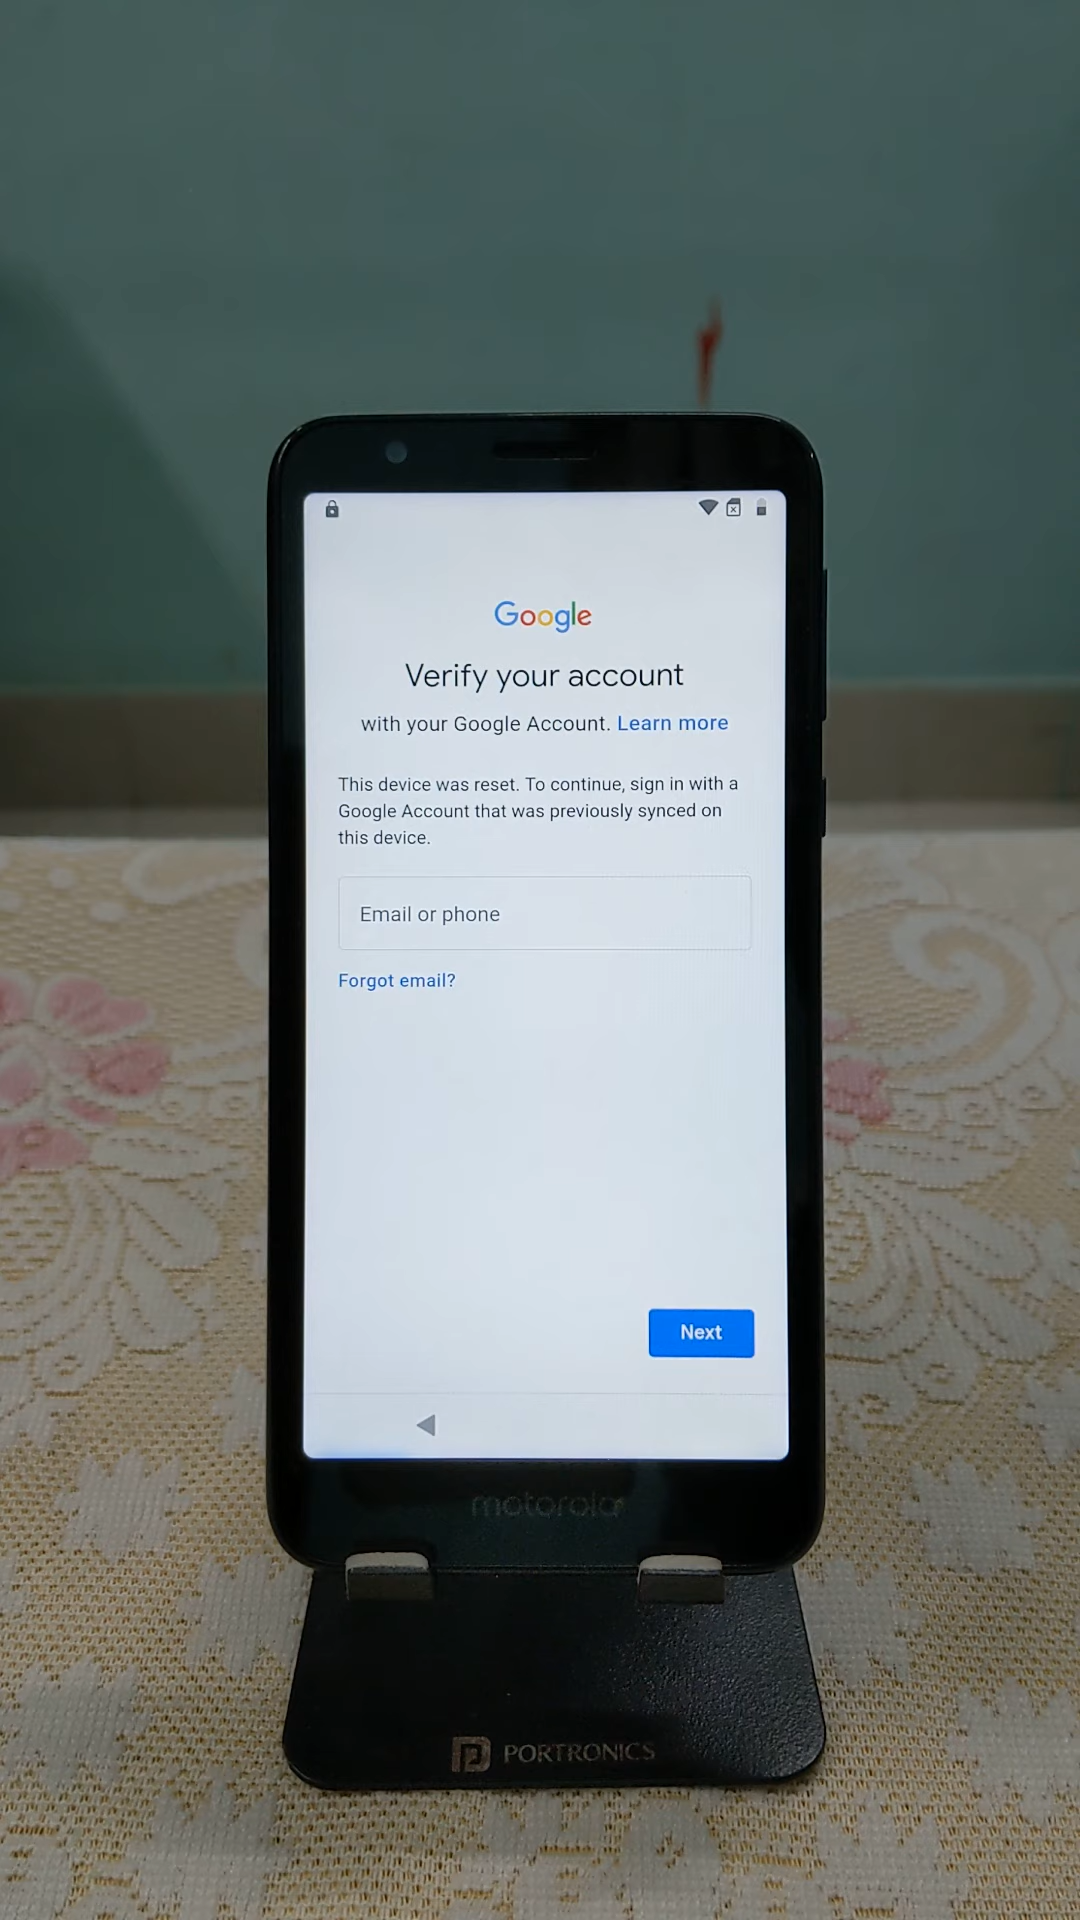 Google
Verify your account
with your Google Account. Learn more
This device was reset. To continue, sign in with a
Google Account that was previously synced on
this device.
Email or phone
Forgot email?
Next
motorola
PORTRONICS